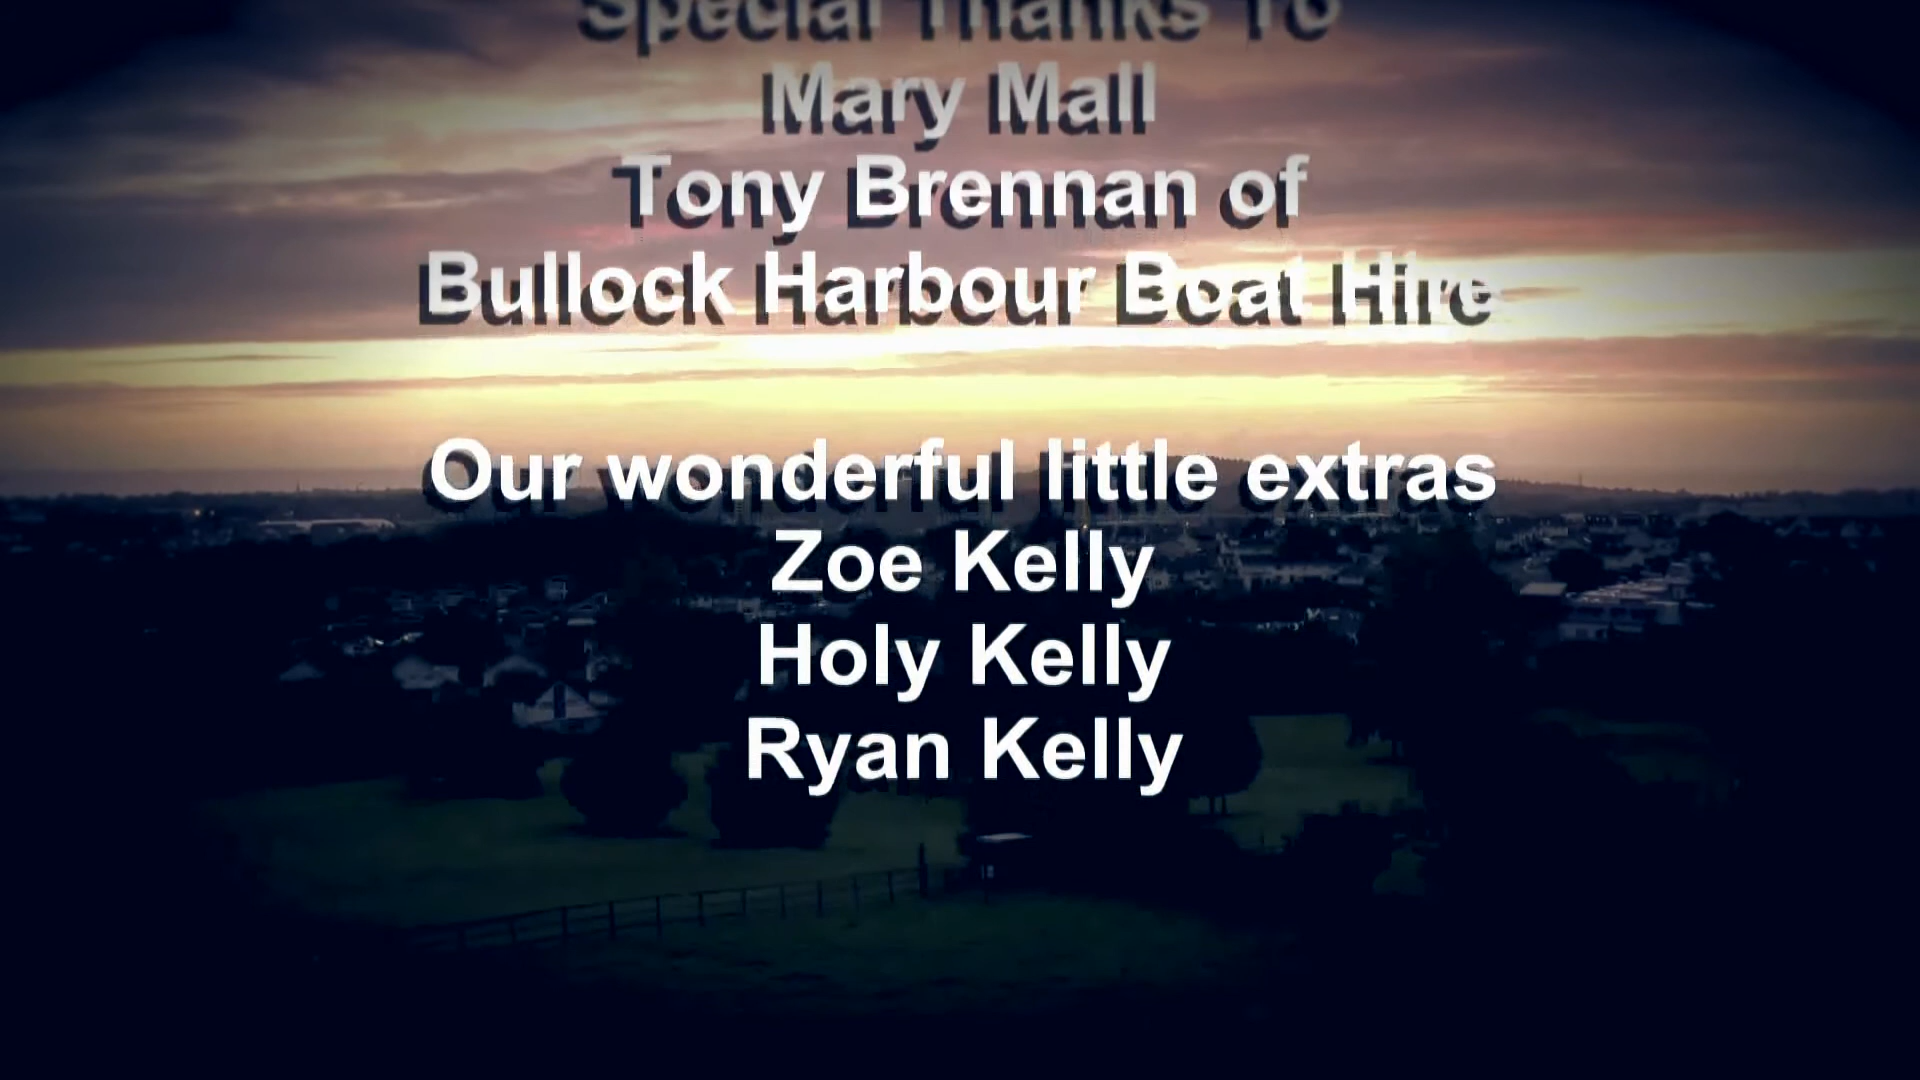 Special Thanks To
Mary Mall
Tony Brennan of
Bullock Harbour Boat Hire
Our wonderful little extras
Zoe Kelly
Holy Kelly
Ryan Kelly